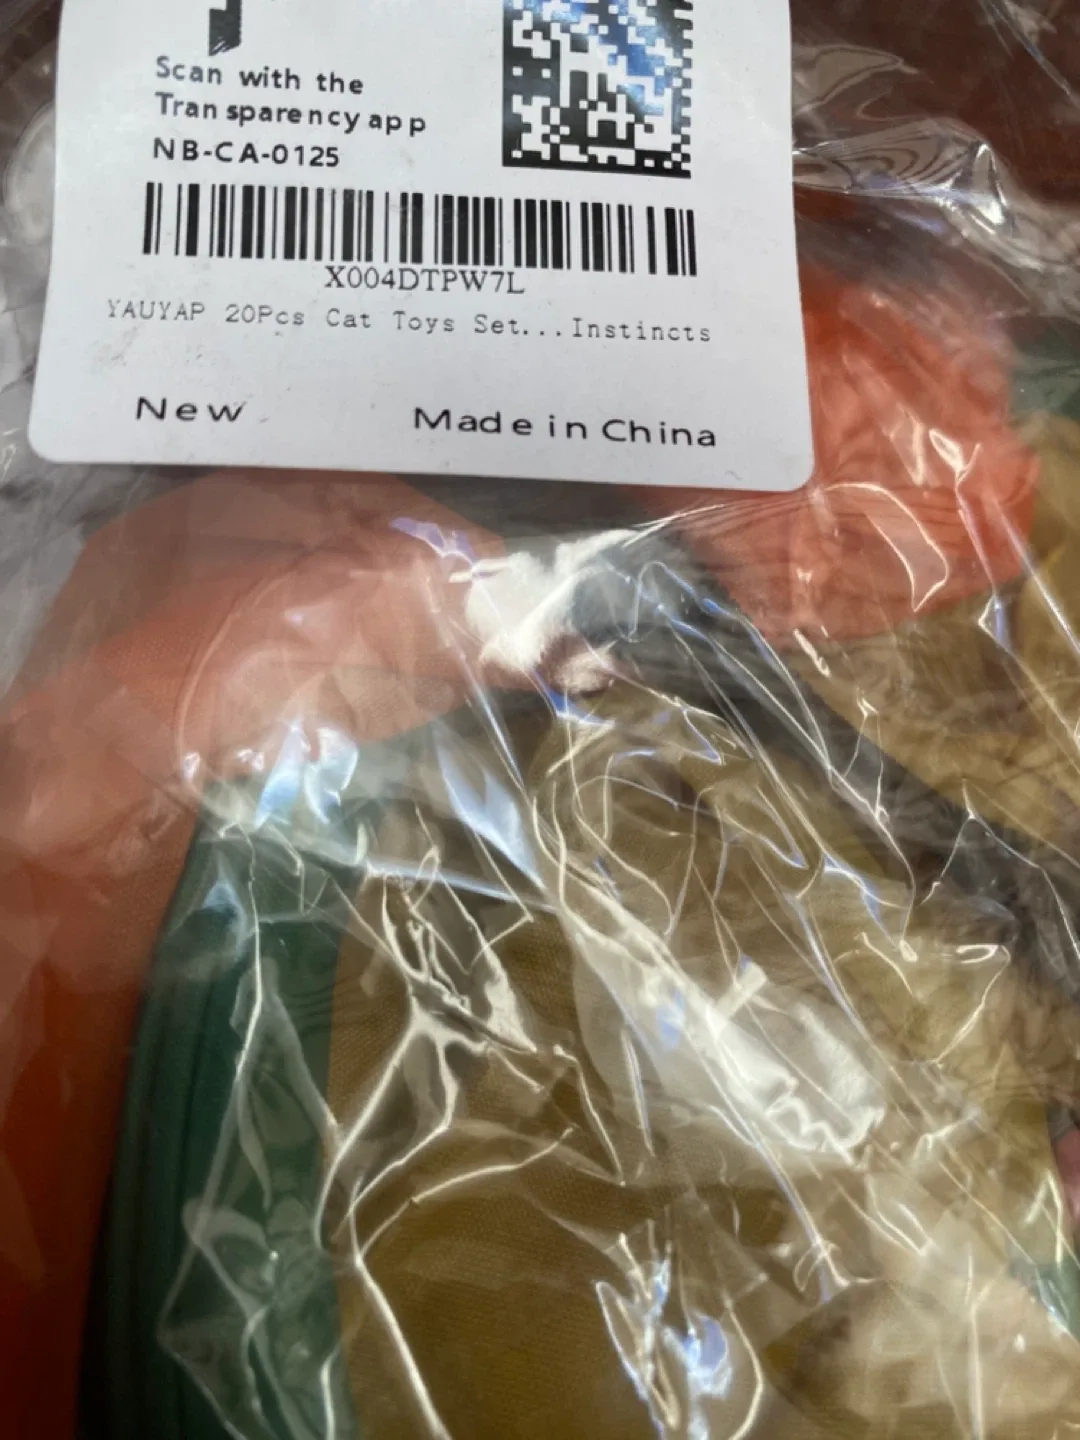 Scan with the
Transparency app
NB-CA-0125
X004DTPW7L
YAUYAP 20Pcs Cat Toys Set...Instincts
New
Made in China